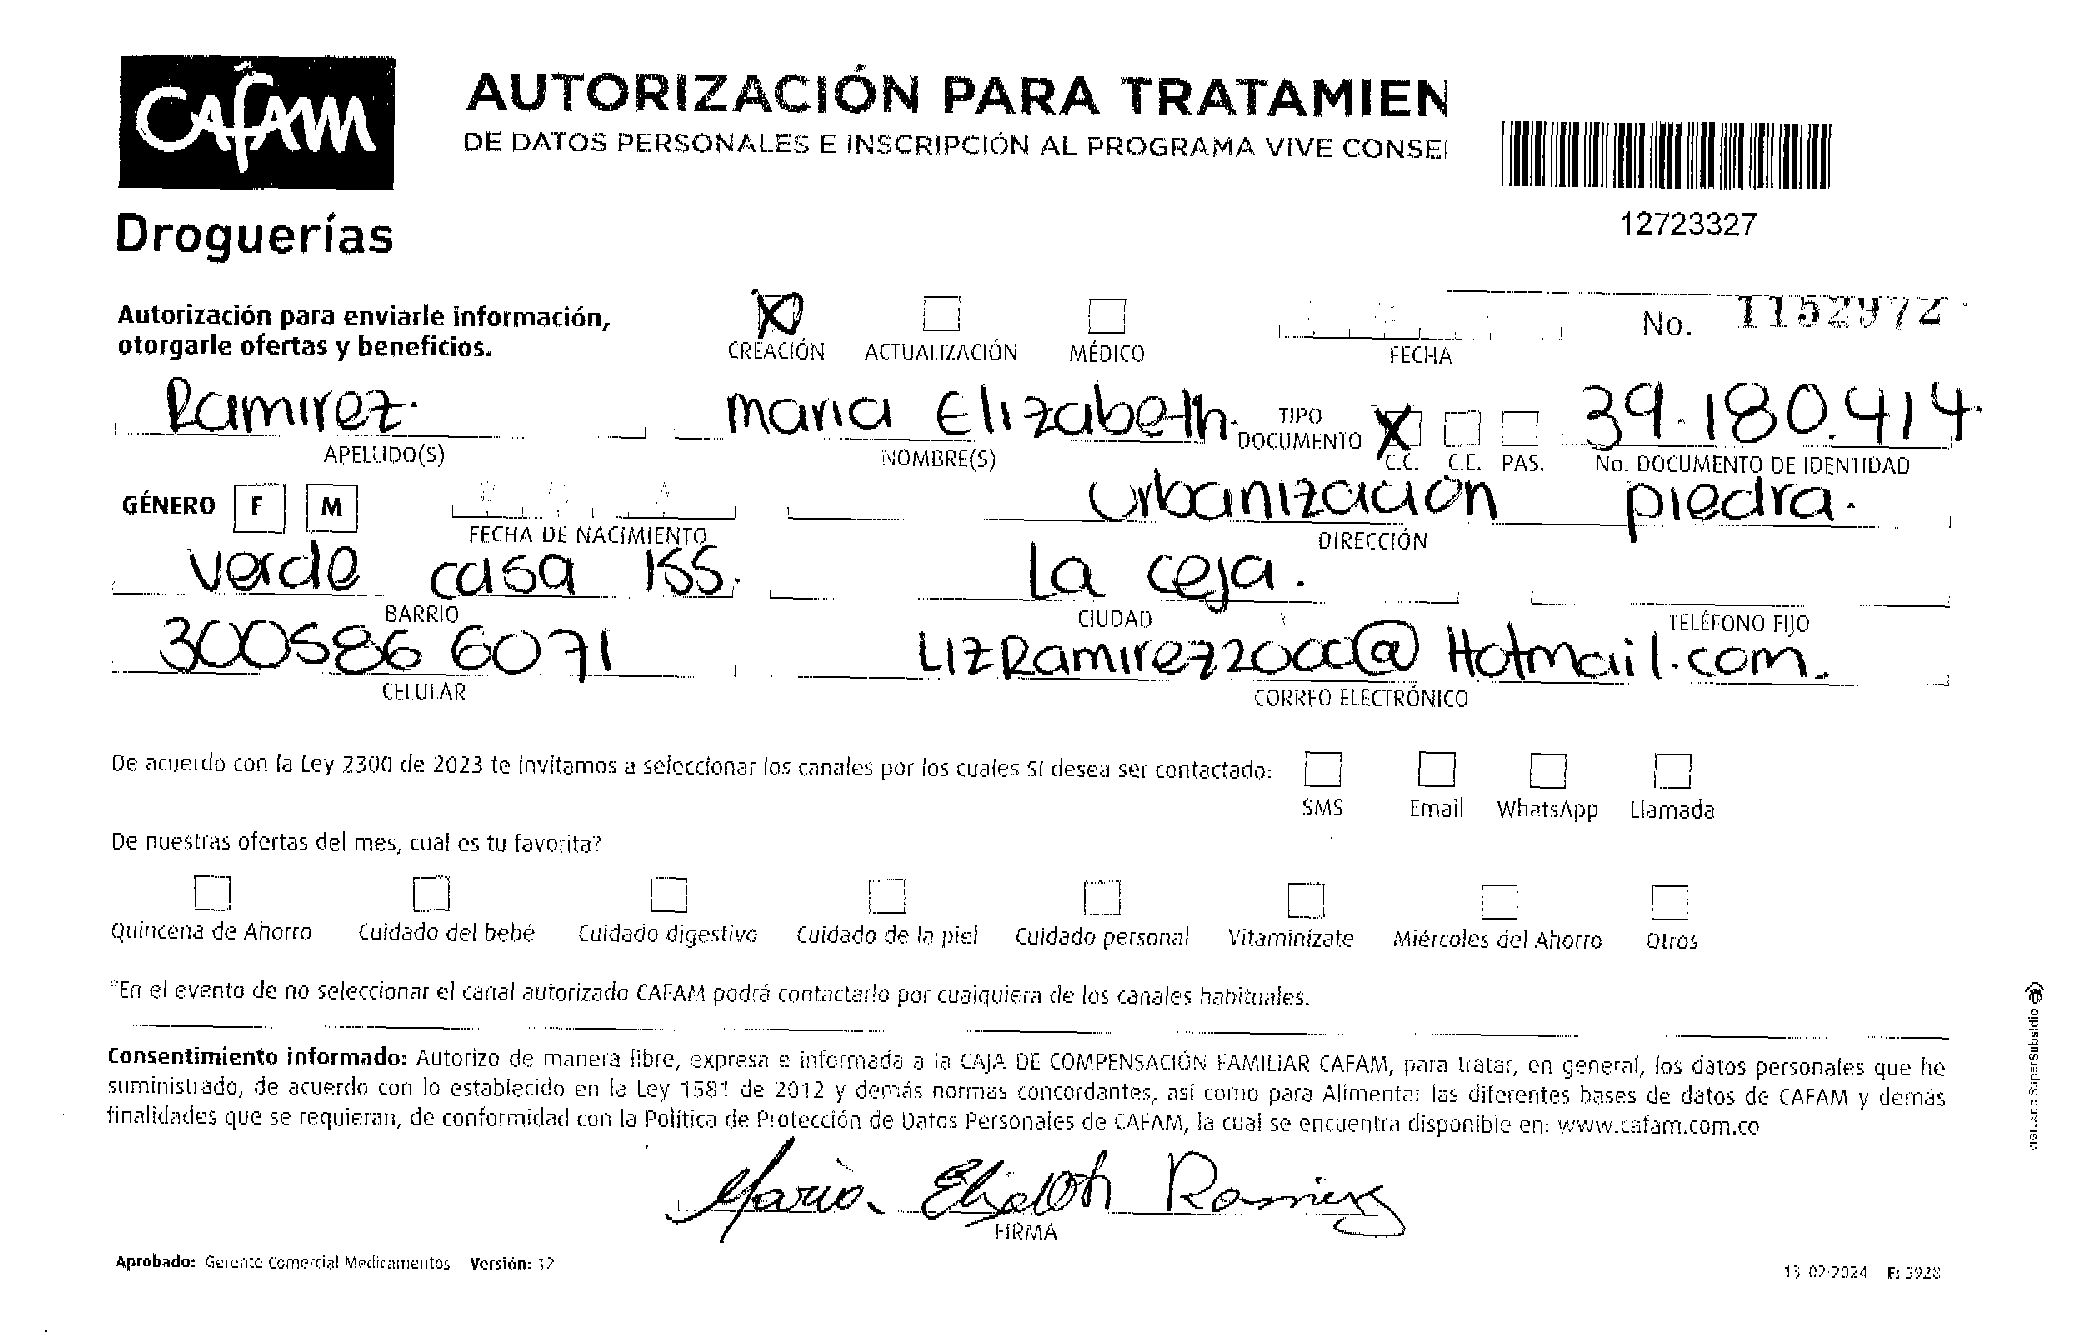 CAFAM
Droguerías
AUTORIZACIÓN PARA TRATAMIEN
DE DATOS PERSONALES E INSCRIPCIÓN AL PROGRAMA VIVE CONSE
12723327
Autorización para enviarle información,
otorgarle ofertas y beneficios.
CREACIÓN ACTUALIZACIÓN MÉDICO FECHA No. 1152972
Ramirez. Maria Elizabeth. TIPO DOCUMENTO X 39.180.414.
APELLIDO(S) NOMBRE(S) C.C. C.E. PAS. No. DOCUMENTO DE IDENTIDAD
GÉNERO F M Urbanización piedra.
FECHA DE NACIMIENTO DIRECCIÓN
verde casa 155. La ceja.
BARRIO CIUDAD TELÉFONO FIJO
300586 6071 LIZRamirez2000@Hotmail.com.
CELULAR CORREO ELECTRÓNICO
De acuerdo con la Ley 2300 de 2023 te invitamos a seleccionar los canales por los cuales SI desea ser contactado:
SMS Email WhatsApp Llamada
De nuestras ofertas del mes, cual es tu favorita?
Quincena de Ahorro Cuidado del bebé Cuidado digestivo Cuidado de la piel Cuidado personal Vitaminízate Miércoles del Ahorro Otros
*En el evento de no seleccionar el canal autorizado CAFAM podrá contactarlo por cualquiera de los canales habituales.
Consentimiento informado: Autorizo de manera libre, expresa e informada a la CAJA DE COMPENSACIÓN FAMILIAR CAFAM, para tratar, en general, los datos personales que he
suministrado, de acuerdo con lo establecido en la Ley 1581 de 2012 y demás normas concordantes, así como para Alimentar las diferentes bases de datos de CAFAM y demás
finalidades que se requieran, de conformidad con la Política de Protección de Datos Personales de CAFAM, la cual se encuentra disponible en: www.cafam.com.co
Maria Elizabeth Ramirez
FIRMA
Aprobado: Gerente Comercial Medicamentos Versión: 12
13-02-2024 F: 3928
SuperSubsidio